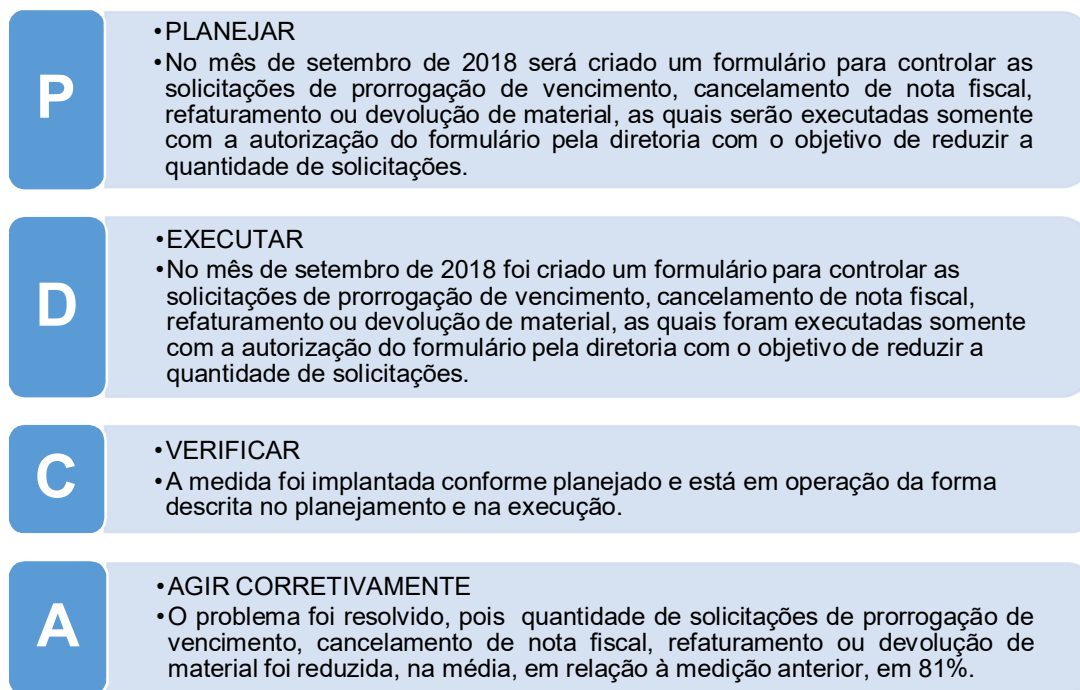 P
•PLANEJAR
•No mês de setembro de 2018 será criado um formulário para controlar as
solicitações de prorrogação de vencimento, cancelamento de nota fiscal,
refaturamento ou devolução de material, as quais serão executadas somente
com a autorização do formulário pela diretoria com o objetivo de reduzir a
quantidade de solicitações.
D
•EXECUTAR
•No mês de setembro de 2018 foi criado um formulário para controlar as
solicitações de prorrogação de vencimento, cancelamento de nota fiscal,
refaturamento ou devolução de material, as quais foram executadas somente
com a autorização do formulário pela diretoria com o objetivo de reduzir a
quantidade de solicitações.
C
•VERIFICAR
•A medida foi implantada conforme planejado e está em operação da forma
descrita no planejamento e na execução.
A
•AGIR CORRETIVAMENTE
•O problema foi resolvido, pois quantidade de solicitações de prorrogação de
vencimento, cancelamento de nota fiscal, refaturamento ou devolução de
material foi reduzida, na média, em relação à medição anterior, em 81%.